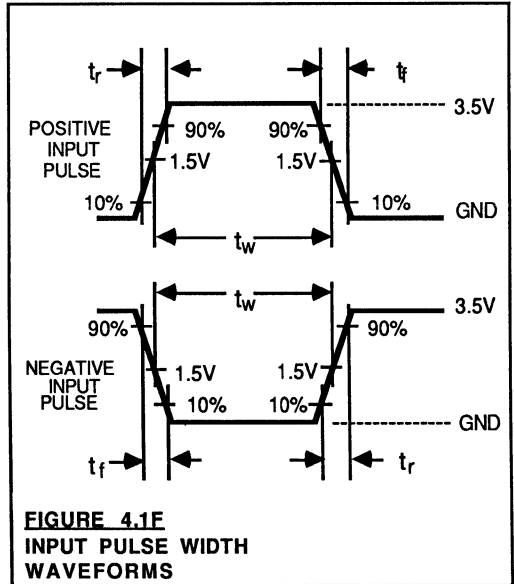 tr tf
3.5V
POSITIVE
INPUT
PULSE
90% 90%
1.5V 1.5V
10% 10%
GND
tw
tw
3.5V
90% 90%
NEGATIVE
INPUT
PULSE
1.5V 1.5V
10% 10%
GND
tf tr
FIGURE 4.1F
INPUT PULSE WIDTH
WAVEFORMS